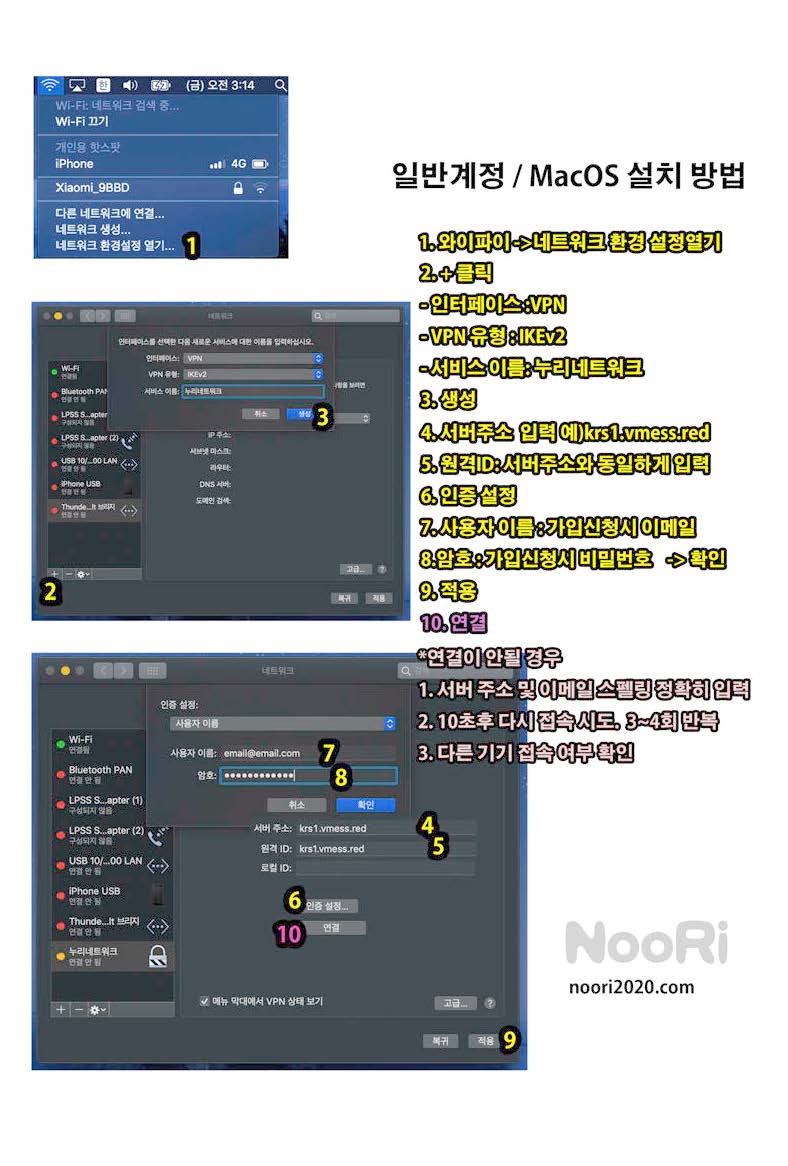 한
(금) 오전 3:14
Wi-Fi: 네트워크 검색 중...
Wi-Fi 끄기
개인용 핫스팟
iPhone
4G
Xiaomi_9BBD
다른 네트워크에 연결...
네트워크 생성...
네트워크 환경설정 열기...
1
일반계정 / MacOS 설치 방법
1. 와이파이 ->네트워크 환경 설정열기
2. + 클릭
- 인터페이스 :VPN
- VPN 유형 : IKEv2
- 서비스 이름: 누리네트워크
3. 생성
4. 서버주소 입력 예)krs1.vmess.red
5. 원격ID: 서버주소와 동일하게 입력
6. 인증 설정
7. 사용자 이름 : 가입신청시 이메일
8.암호 : 가입신청시 비밀번호 -> 확인
9. 적용
10. 연결
*연결이 안될 경우
1. 서버 주소 및 이메일 스펠링 정확히 입력
2. 10초후 다시 접속 시도. 3~4회 반복
3. 다른 기기 접속 여부 확인
네트워크
검색
인터페이스를 선택한 다음 새로운 서비스에 대한 이름을 입력하십시오.
인터페이스: VPN
VPN 유형: IKEv2
서비스 이름: 누리네트워크
취소
생성
3
Wi-Fi
연결됨
Bluetooth PAN
연결 안 됨
LPSS S...apter
구성되지 않음
LPSS S...apter (2)
구성되지 않음
USB 10/...00 LAN
연결 안 됨
iPhone USB
연결 안 됨
Thunde...lt 브리지
연결 안 됨
IP 주소:
서브넷 마스크:
라우터:
DNS 서버:
도메인 검색:
고급...
?
+ −
2
복귀
적용
네트워크
인증 설정:
사용자 이름
사용자 이름: email@email.com
7
암호: ••••••••••••
8
취소
확인
Wi-Fi
연결됨
Bluetooth PAN
연결 안 됨
LPSS S...apter (1)
구성되지 않음
LPSS S...apter (2)
구성되지 않음
USB 10/...00 LAN
연결 안 됨
iPhone USB
연결 안 됨
Thunde...lt 브리지
연결 안 됨
누리네트워크
연결 안 됨
서버 주소: krs1.vmess.red
4
원격 ID: krs1.vmess.red
5
로컬 ID:
6
인증 설정...
10
연결
메뉴 막대에서 VPN 상태 보기
고급...
?
+ −
복귀
적용
9
NooRi
noori2020.com